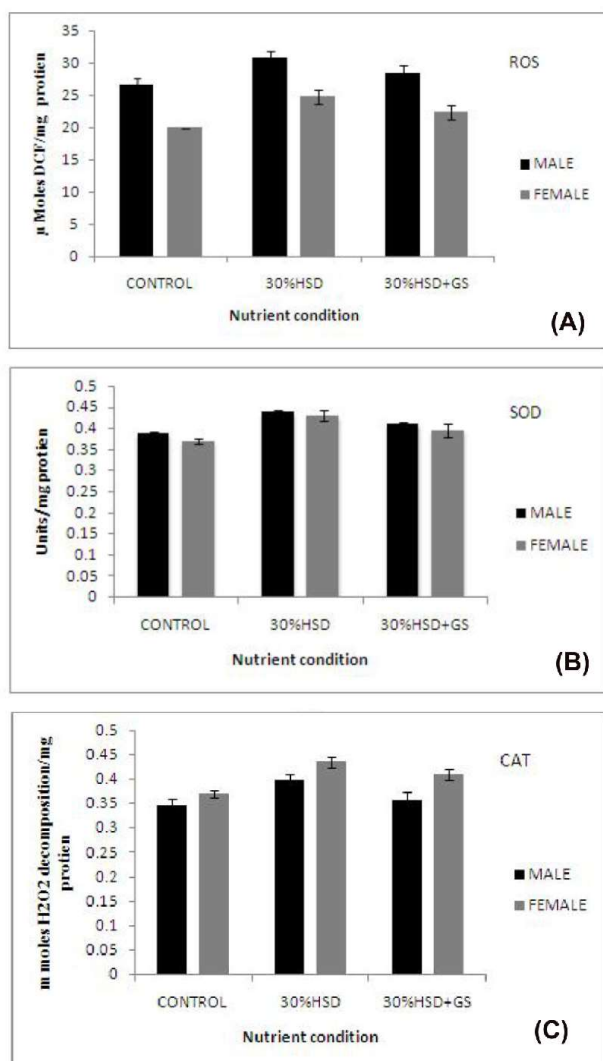 35
30
25
20
15
10
5
0
µ Moles DCF/mg protien
ROS
MALE
FEMALE
CONTROL 30%HSD 30%HSD+GS
Nutrient condition
(A)
0.5
0.45
0.4
0.35
0.3
0.25
0.2
0.15
0.1
0.05
0
Units/mg protien
SOD
MALE
FEMALE
CONTROL 30%HSD 30%HSD+GS
Nutrient condition
(B)
0.5
0.45
0.4
0.35
0.3
0.25
0.2
0.15
0.1
0.05
0
m moles H2O2 decomposition/mg
protien
CAT
MALE
FEMALE
CONTROL 30%HSD 30%HSD+GS
Nutrient condition
(C)